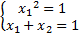 x₁² = 1
x₁ + x₂ = 1